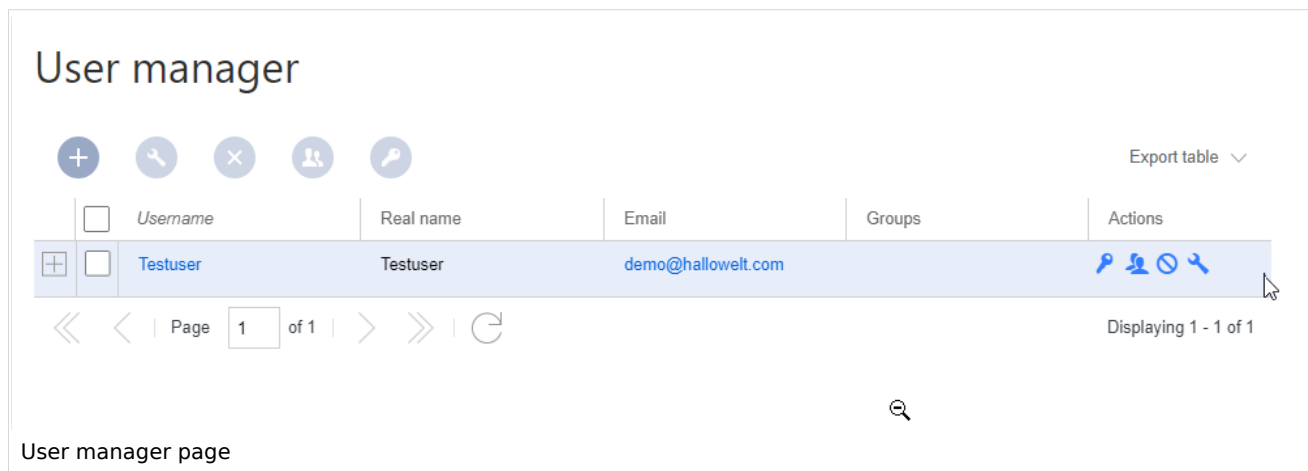 User manager
Export table
Username Real name Email Groups Actions
Testuser Testuser demo@hallowelt.com
Page 1 of 1 Displaying 1 - 1 of 1
User manager page